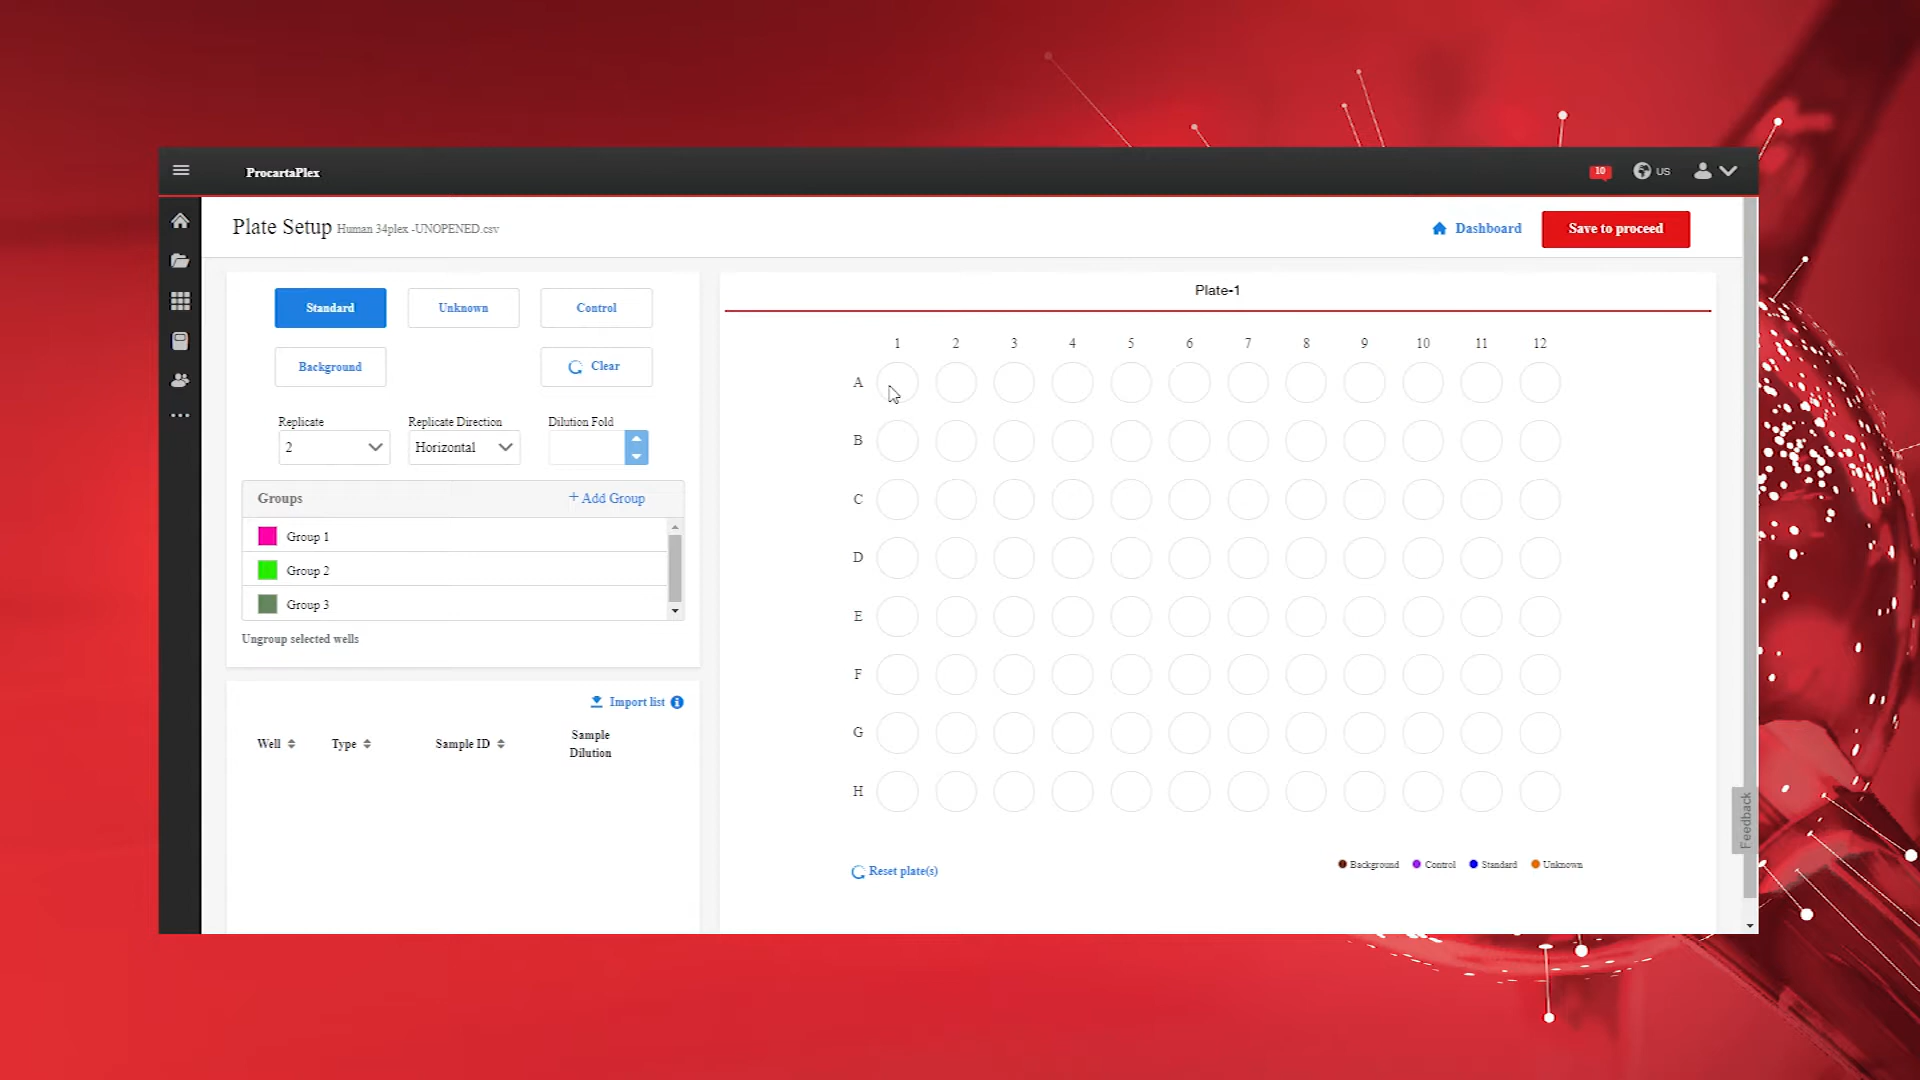 ProcartaPlex
10
US
Plate Setup Human 34plex -UNOPENED.csv
Dashboard
Save to proceed
Standard
Unknown
Control
Background
Clear
Replicate
Replicate Direction
Dilution Fold
2
Horizontal
Groups
+ Add Group
Group 1
Group 2
Group 3
Ungroup selected wells
Import list
Well
Type
Sample ID
Sample
Dilution
Plate-1
1 2 3 4 5 6 7 8 9 10 11 12
A
B
C
D
E
F
G
H
Reset plate(s)
Background Control Standard Unknown
Feedback